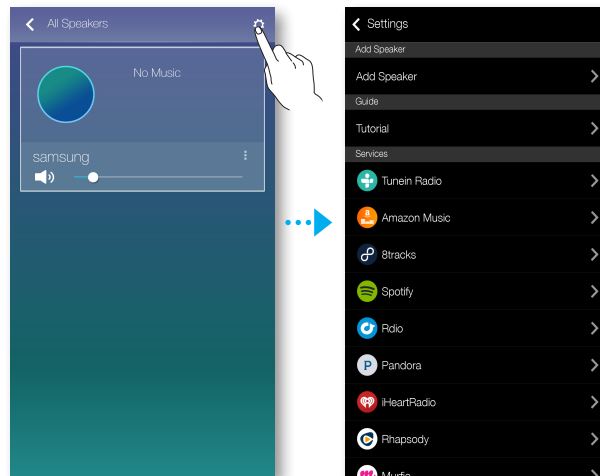 All Speakers
No Music
samsung
Settings
Add Speaker
Add Speaker
Guide
Tutorial
Services
Tunein Radio
Amazon Music
8tracks
Spotify
Rdio
P Pandora
iHeartRadio
Rhapsody
Murfie